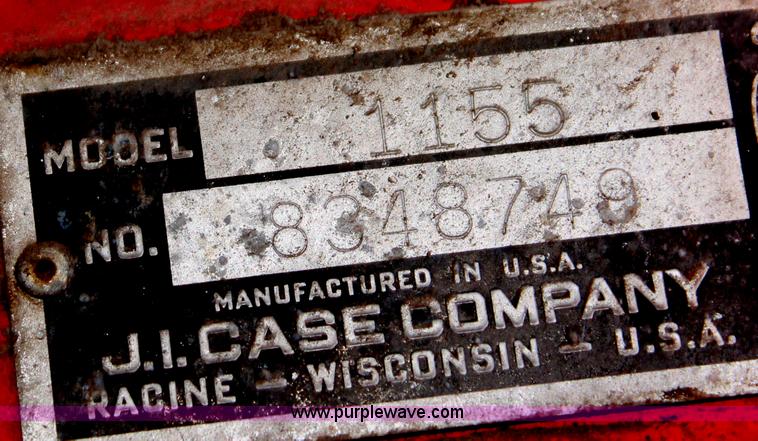 MODEL 1155
NO. 8348749
MANUFACTURED IN U.S.A.
J.I. CASE COMPANY
RACINE — WISCONSIN — U.S.A.
www.purplewave.com